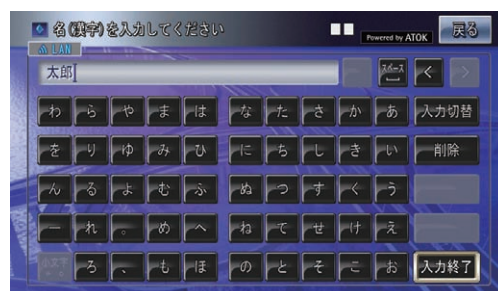 名(漢字)を入力してください Powered by ATOK 戻る
LAN
太郎 スペース < >
わ ら や ま は な た さ か あ 入力切替
を り ゆ み ひ に ち し き い 削除
ん る よ む ふ ぬ つ す く う
ー れ 。 め へ ね て せ け え
小文字 ろ 、 も ほ の と そ こ お 入力終了